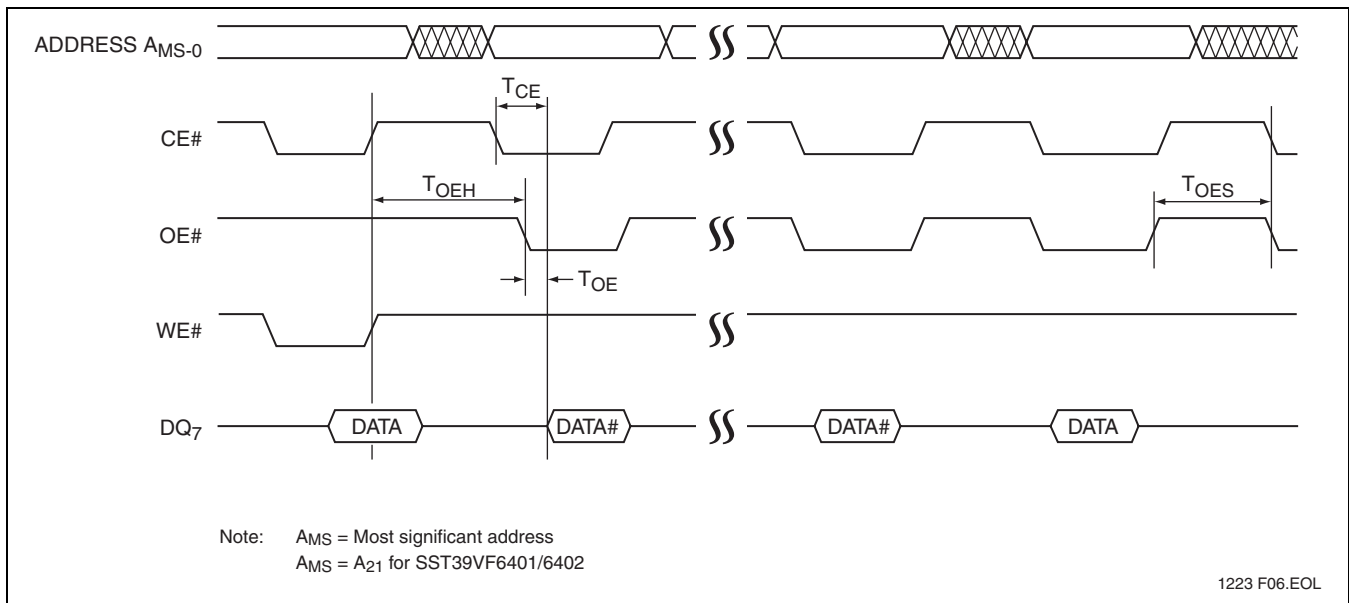 ADDRESS AMS-0
TCE
CE#
TOEH
TOES
OE#
TOE
WE#
DQ7
DATA
DATA#
DATA#
DATA
Note: AMS = Most significant address
AMS = A21 for SST39VF6401/6402
1223 F06.EOL